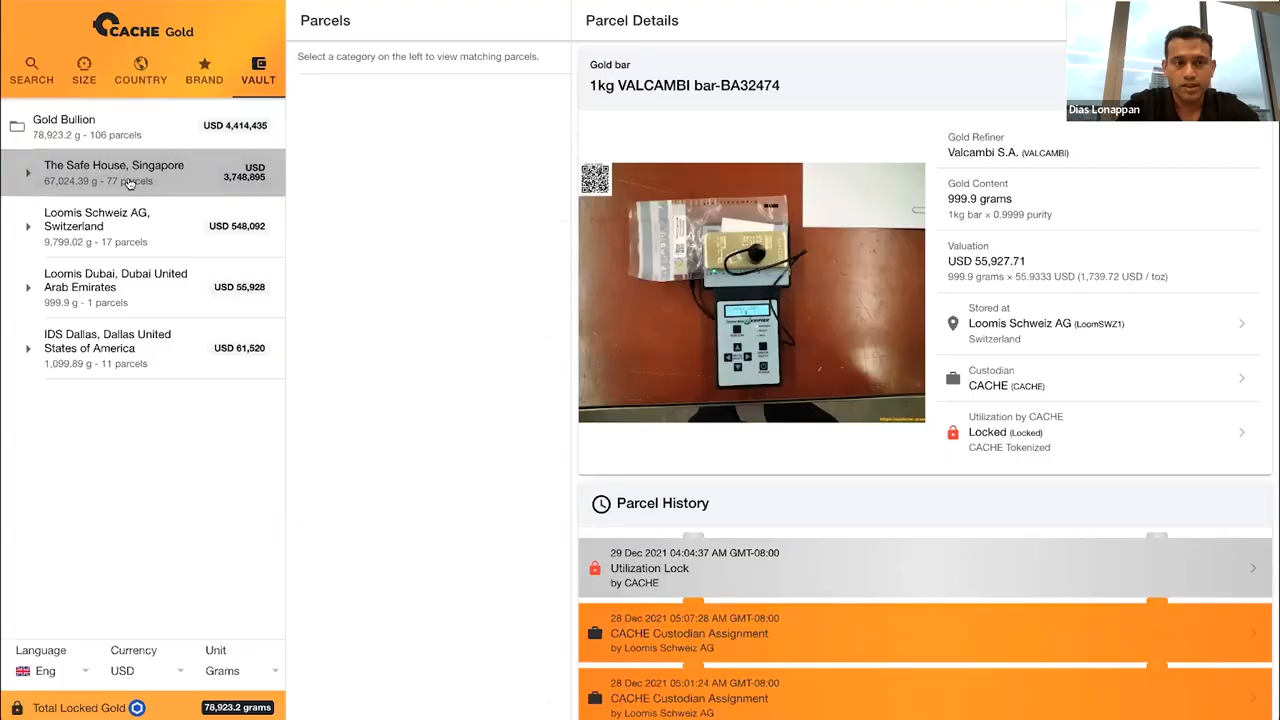 CACHE Gold
SEARCH
SIZE
COUNTRY
BRAND
VAULT
Gold Bullion
78,923.2 g - 106 parcels
USD 4,414,435
The Safe House, Singapore
67,024.39 g - 77 parcels
USD
3,748,895
Loomis Schweiz AG,
Switzerland
9,799.02 g - 17 parcels
USD 548,092
Loomis Dubai, Dubai United
Arab Emirates
999.9 g - 1 parcels
USD 55,928
IDS Dallas, Dallas United
States of America
1,099.89 g - 11 parcels
USD 61,520
Language
Currency
Unit
Eng
USD
Grams
Total Locked Gold
78,923.2 grams
Parcels
Select a category on the left to view matching parcels.
Parcel Details
Gold bar
1kg VALCAMBI bar-BA32474
Gold Refiner
Valcambi S.A. (VALCAMBI)
Gold Content
999.9 grams
1kg bar × 0.9999 purity
Valuation
USD 55,927.71
999.9 grams × 55.9333 USD (1,739.72 USD / toz)
Stored at
Loomis Schweiz AG (LoomSWZ1)
Switzerland
Custodian
CACHE (CACHE)
Utilization by CACHE
Locked (Locked)
CACHE Tokenized
Parcel History
29 Dec 2021 04:04:37 AM GMT-08:00
Utilization Lock
by CACHE
28 Dec 2021 05:07:28 AM GMT-08:00
CACHE Custodian Assignment
by Loomis Schweiz AG
28 Dec 2021 05:01:24 AM GMT-08:00
CACHE Custodian Assignment
by Loomis Schweiz AG
Dias Lonappan